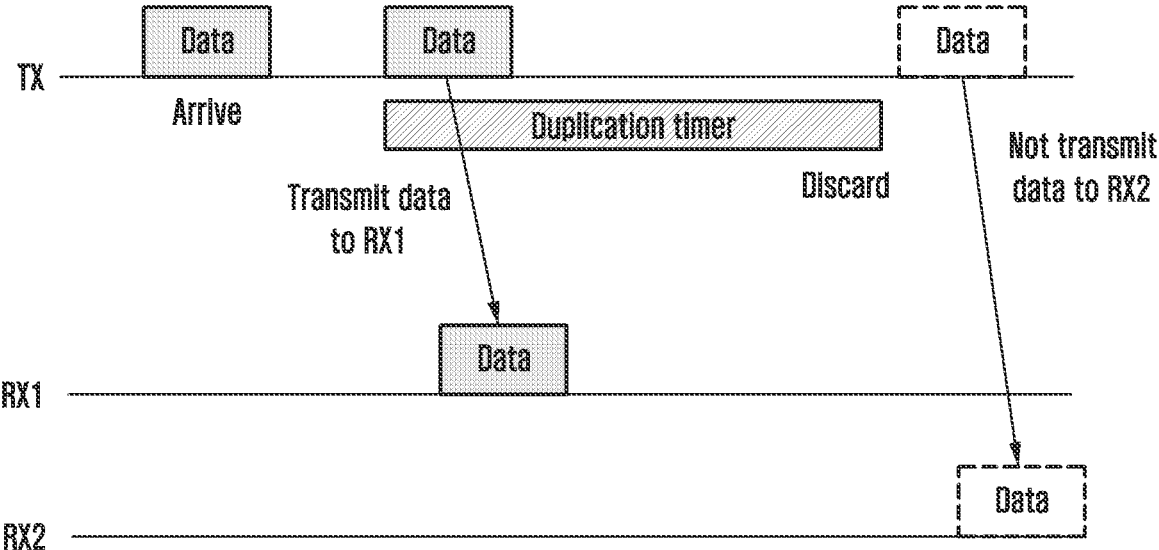 Data
Data
Data
TX
Arrive
Duplication timer
Not transmit
data to RX2
Discard
Transmit data
to RX1
Data
RX1
Data
RX2